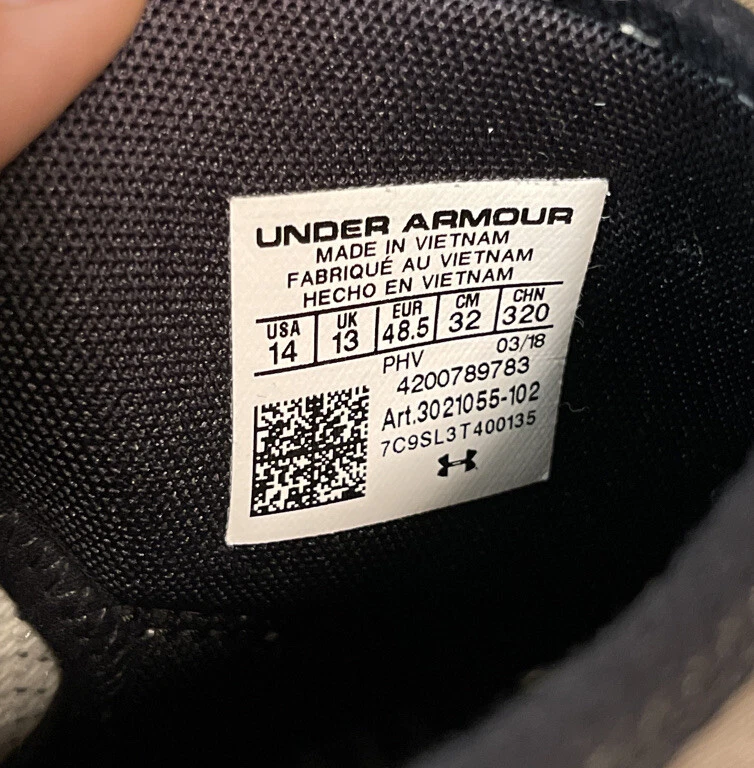 UNDER ARMOUR
MADE IN VIETNAM
FABRIQUÉ AU VIETNAM
HECHO EN VIETNAM
USA UK EUR CM CHN
14 13 48.5 32 320
PHV 03/18
4200789783
Art.3021055-102
7C9SL3T400135